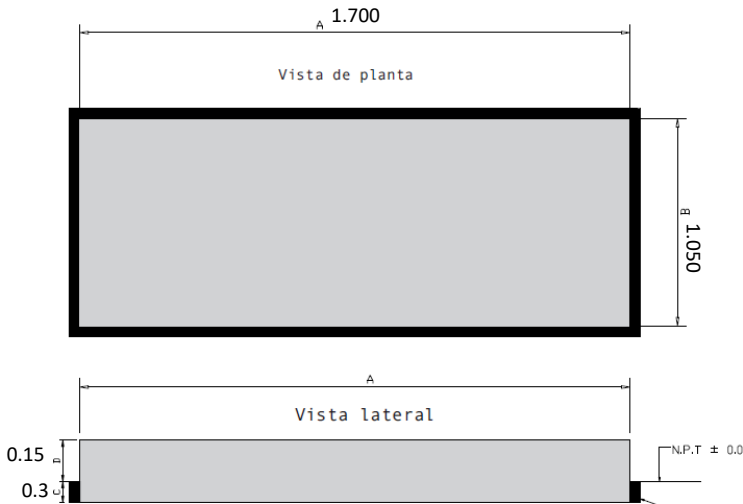 A 1.700
Vista de planta
B 1.050
A
Vista lateral
0.15 D
N.P.T ± 0.0
0.3 C